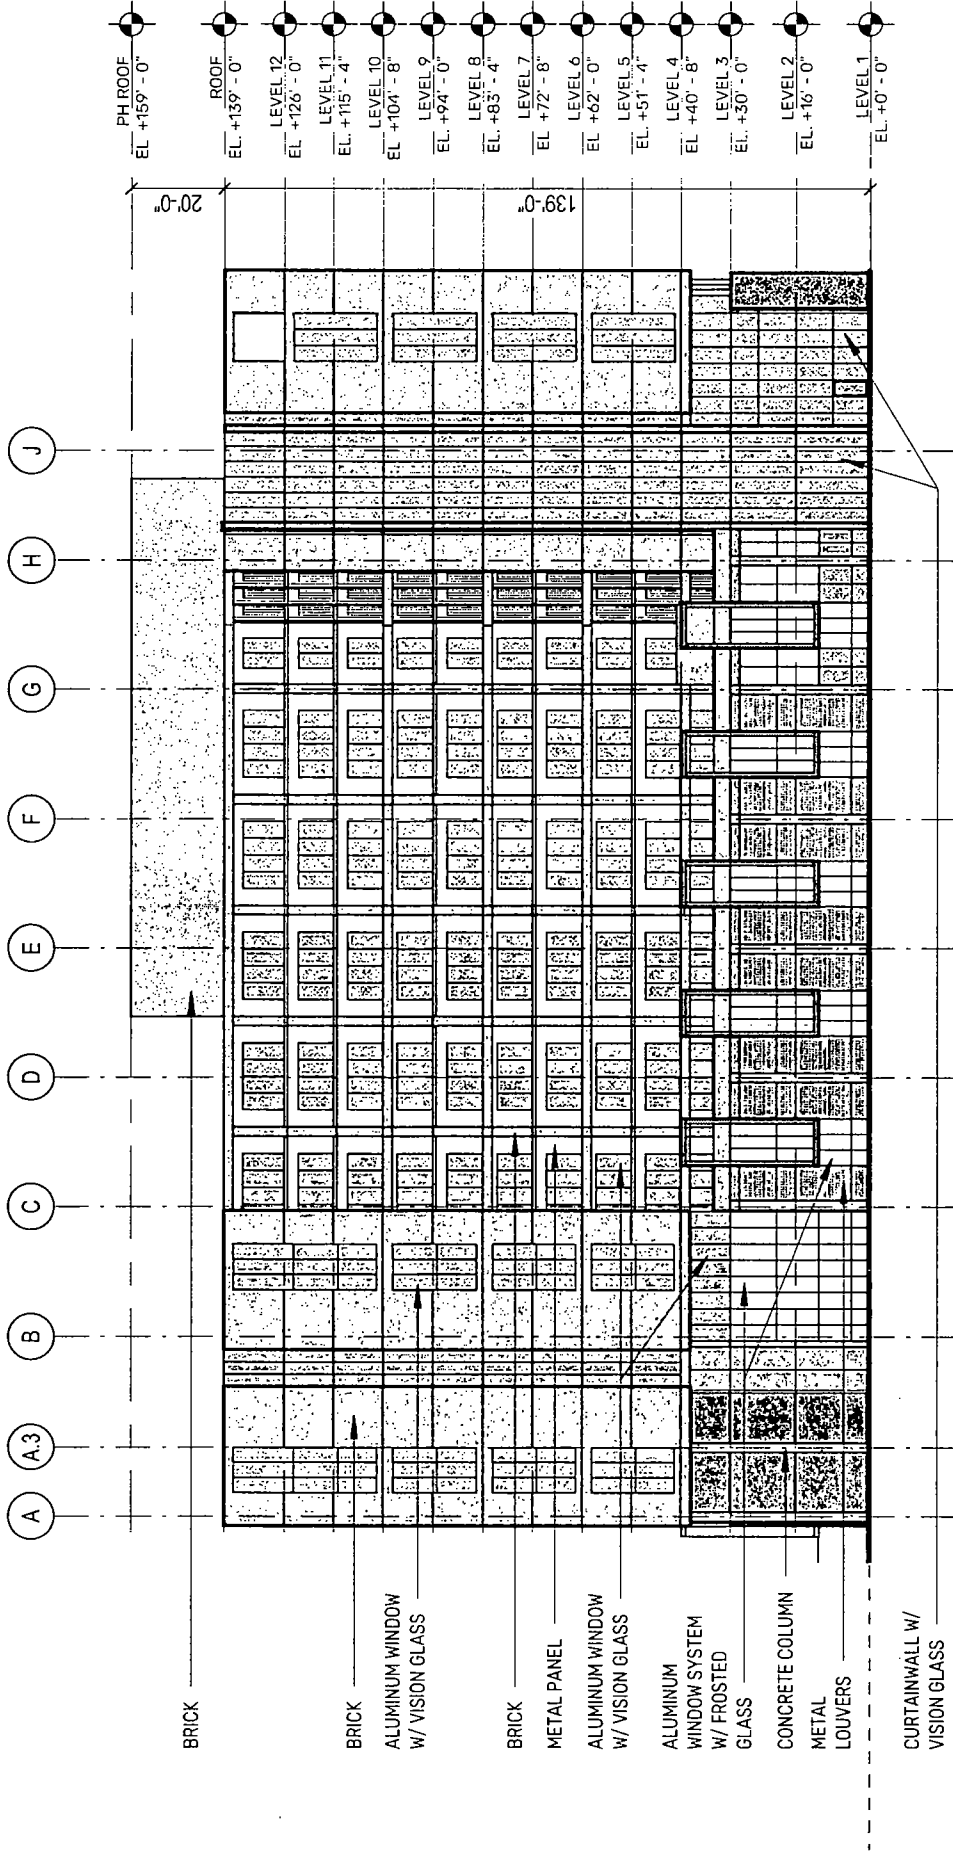 PH ROOF
EL. +159' - 0"
ROOF
EL. +139' - 0"
LEVEL 12
EL. +126' - 0"
LEVEL 11
EL. +115' - 4"
LEVEL 10
EL. +104' - 8"
LEVEL 9
EL. +94' - 0"
LEVEL 8
EL. +83' - 4"
LEVEL 7
EL. +72' - 8"
LEVEL 6
EL. +62' - 0"
LEVEL 5
EL. +51' - 4"
LEVEL 4
EL. +40' - 8"
LEVEL 3
EL. +30' - 0"
LEVEL 2
EL. +16' - 0"
LEVEL 1
EL. +0' - 0"
20'-0"
139'-0"
J
H
G
F
E
D
C
B
A.3
A
BRICK
BRICK
ALUMINUM WINDOW
W/ VISION GLASS
BRICK
METAL PANEL
ALUMINUM WINDOW
W/ VISION GLASS
ALUMINUM
WINDOW SYSTEM
W/ FROSTED
GLASS
CONCRETE COLUMN
METAL
LOUVERS
CURTAINWALL W/
VISION GLASS